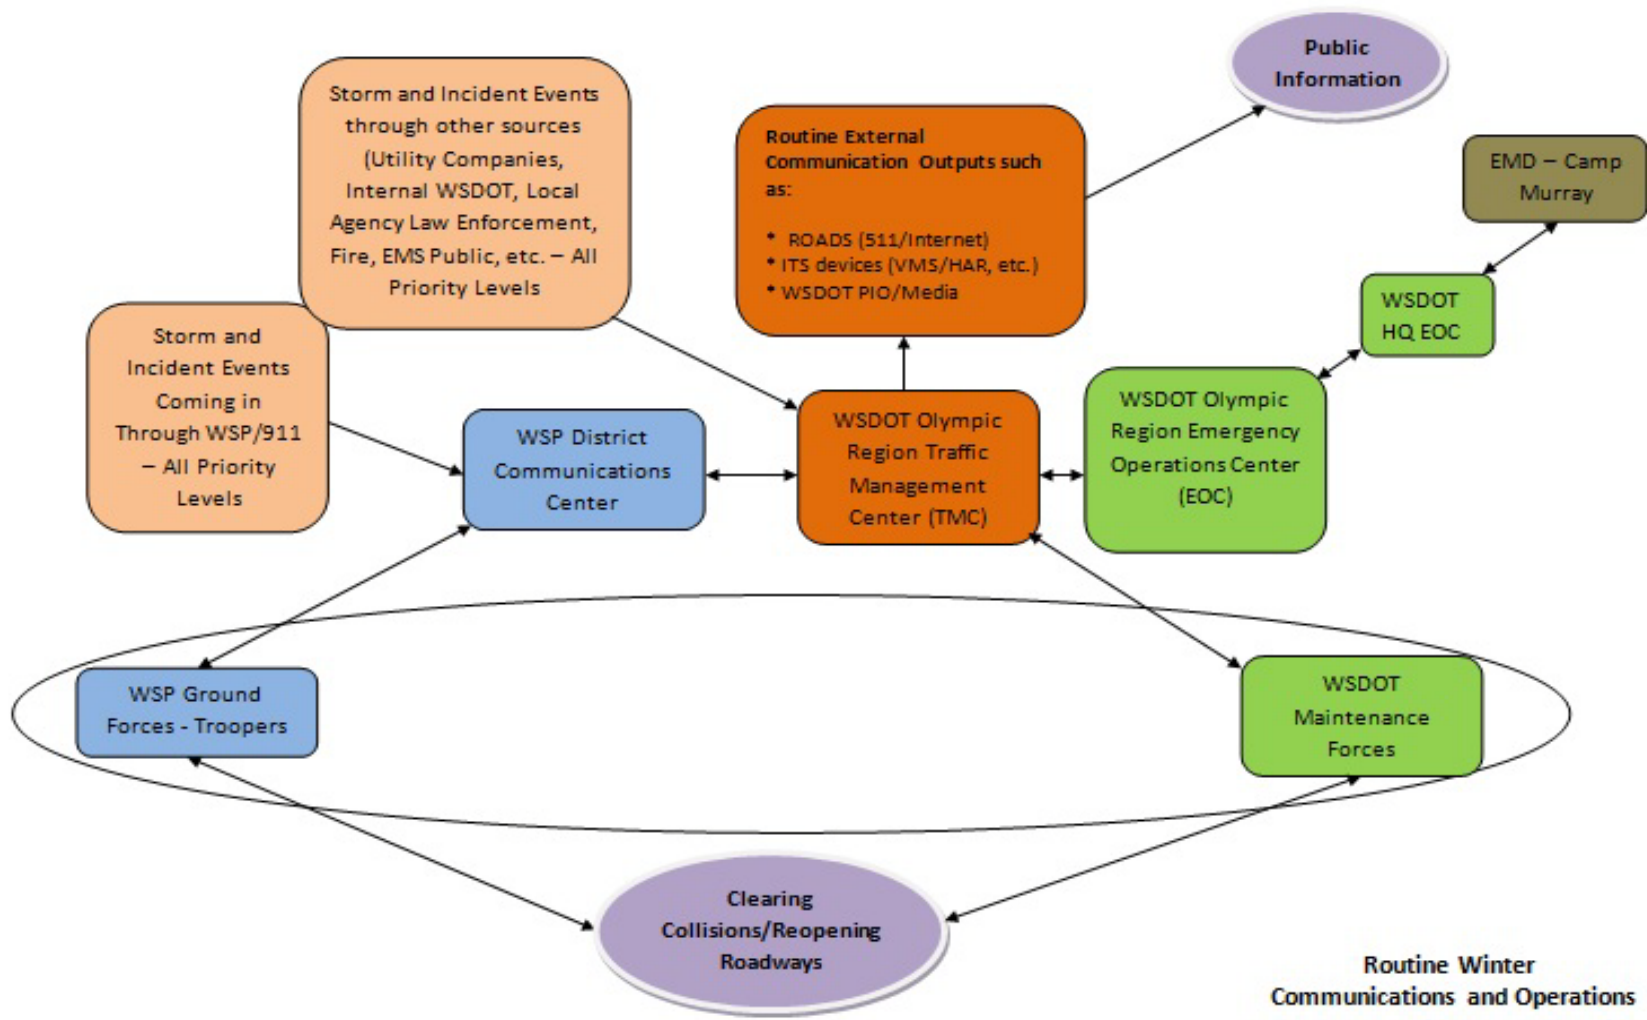 Public
Information
Storm and Incident Events
through other sources
(Utility Companies,
Internal WSDOT, Local
Agency Law Enforcement,
Fire, EMS Public, etc. – All
Priority Levels
Routine External
Communication Outputs such
as:
* ROADS (511/Internet)
* ITS devices (VMS/HAR, etc.)
* WSDOT PIO/Media
EMD – Camp
Murray
WSDOT
HQ EOC
Storm and
Incident Events
Coming in
Through WSP/911
– All Priority
Levels
WSP District
Communications
Center
WSDOT Olympic
Region Traffic
Management
Center (TMC)
WSDOT Olympic
Region Emergency
Operations Center
(EOC)
WSP Ground
Forces - Troopers
WSDOT
Maintenance
Forces
Clearing
Collisions/Reopening
Roadways
Routine Winter
Communications and Operations